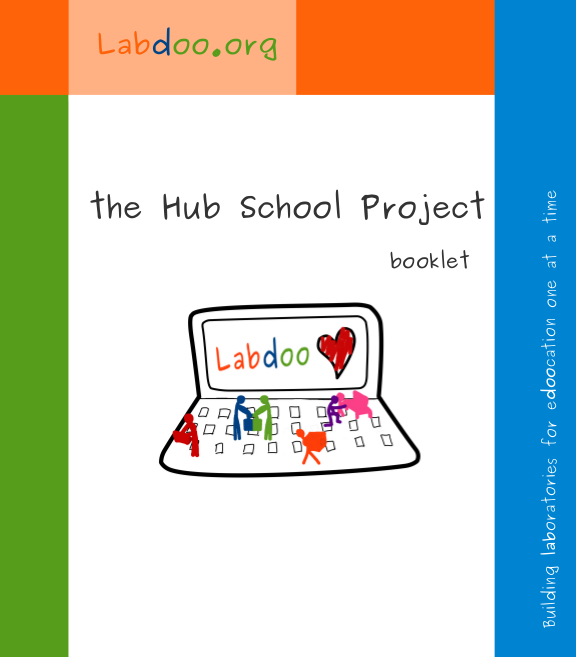 Labdoo.org
the Hub School Project
booklet
Labdoo
Building laboratories for edoocation one at a time